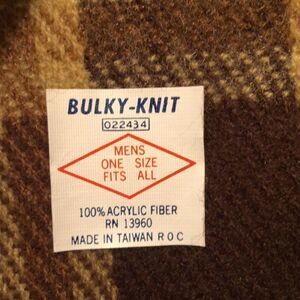 BULKY-KNIT
022434
MENS
ONE SIZE
FITS ALL
100% ACRYLIC FIBER
RN 13960
MADE IN TAIWAN R O C